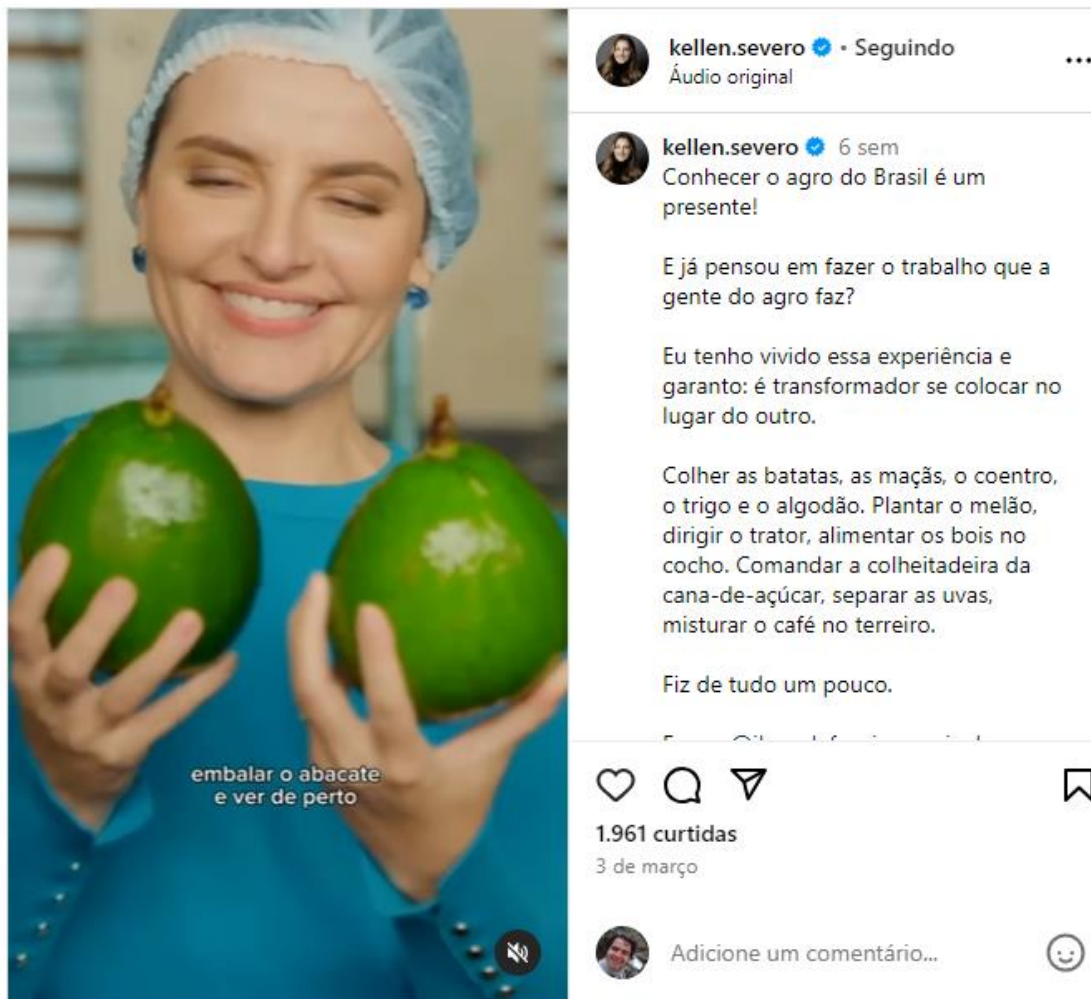 kellen.severo • Seguindo
Áudio original
kellen.severo 6 sem
Conhecer o agro do Brasil é um
presente!
E já pensou em fazer o trabalho que a
gente do agro faz?
Eu tenho vivido essa experiência e
garanto: é transformador se colocar no
lugar do outro.
Colher as batatas, as maçãs, o coentro,
o trigo e o algodão. Plantar o melão,
dirigir o trator, alimentar os bois no
cocho. Comandar a colheitadeira da
cana-de-açúcar, separar as uvas,
misturar o café no terreiro.
Fiz de tudo um pouco.
embalar o abacate
e ver de perto
1.961 curtidas
3 de março
Adicione um comentário...